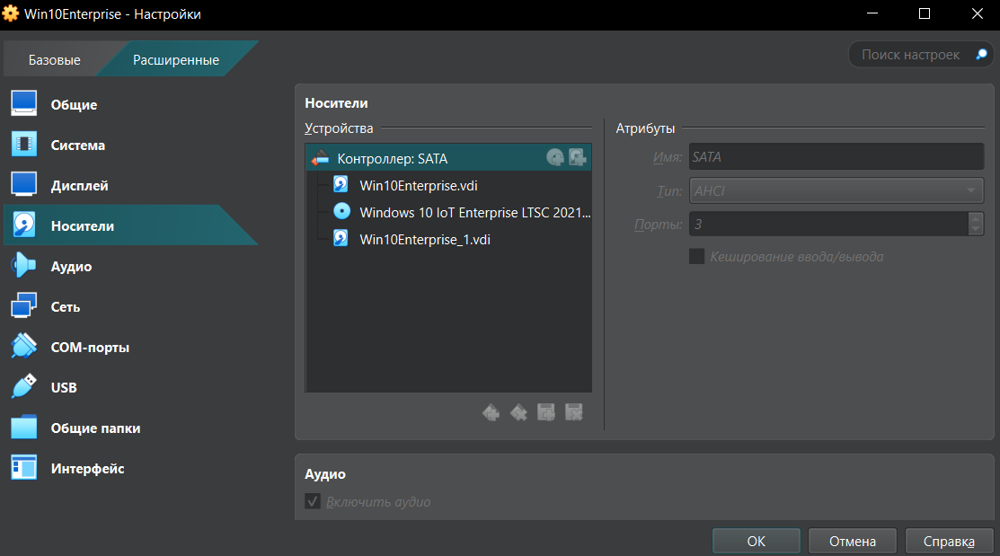 Win10Enterprise - Настройки
Базовые
Расширенные
Поиск настроек
Общие
Система
Дисплей
Носители
Аудио
Сеть
COM-порты
USB
Общие папки
Интерфейс
Носители
Устройства
Контроллер: SATA
Win10Enterprise.vdi
Windows 10 IoT Enterprise LTSC 2021...
Win10Enterprise_1.vdi
Атрибуты
Имя: SATA
Тип: AHCI
Порты: 3
Кеширование ввода/вывода
Аудио
Включить аудио
OK
Отмена
Справка